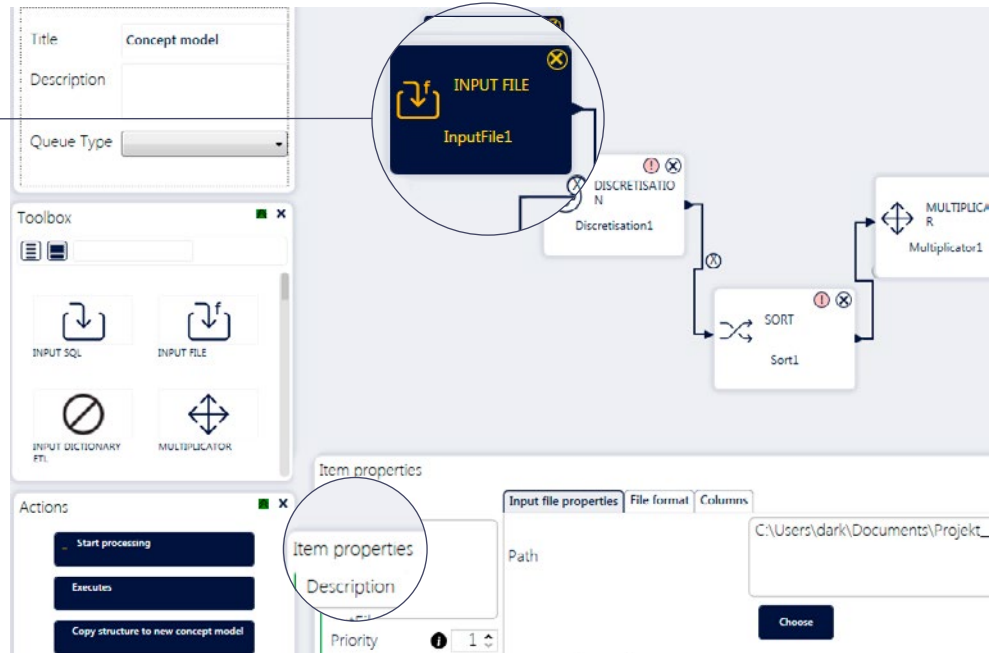 Title
Concept model
Description
Queue Type
INPUT FILE
InputFile1
DISCRETISATIO
N
Discretisation1
SORT
Sort1
MULTIPLICA
R
Multiplicator1
Toolbox
INPUT SQL
INPUT FILE
INPUT DICTIONARY
ETL
MULTIPLICATOR
Actions
Start processing
Executes
Copy structure to new concept model
Item properties
Item properties
Description
Priority
1
Input file properties
File format
Columns
Path
C:\Users\dark\Documents\Projekt_
Choose